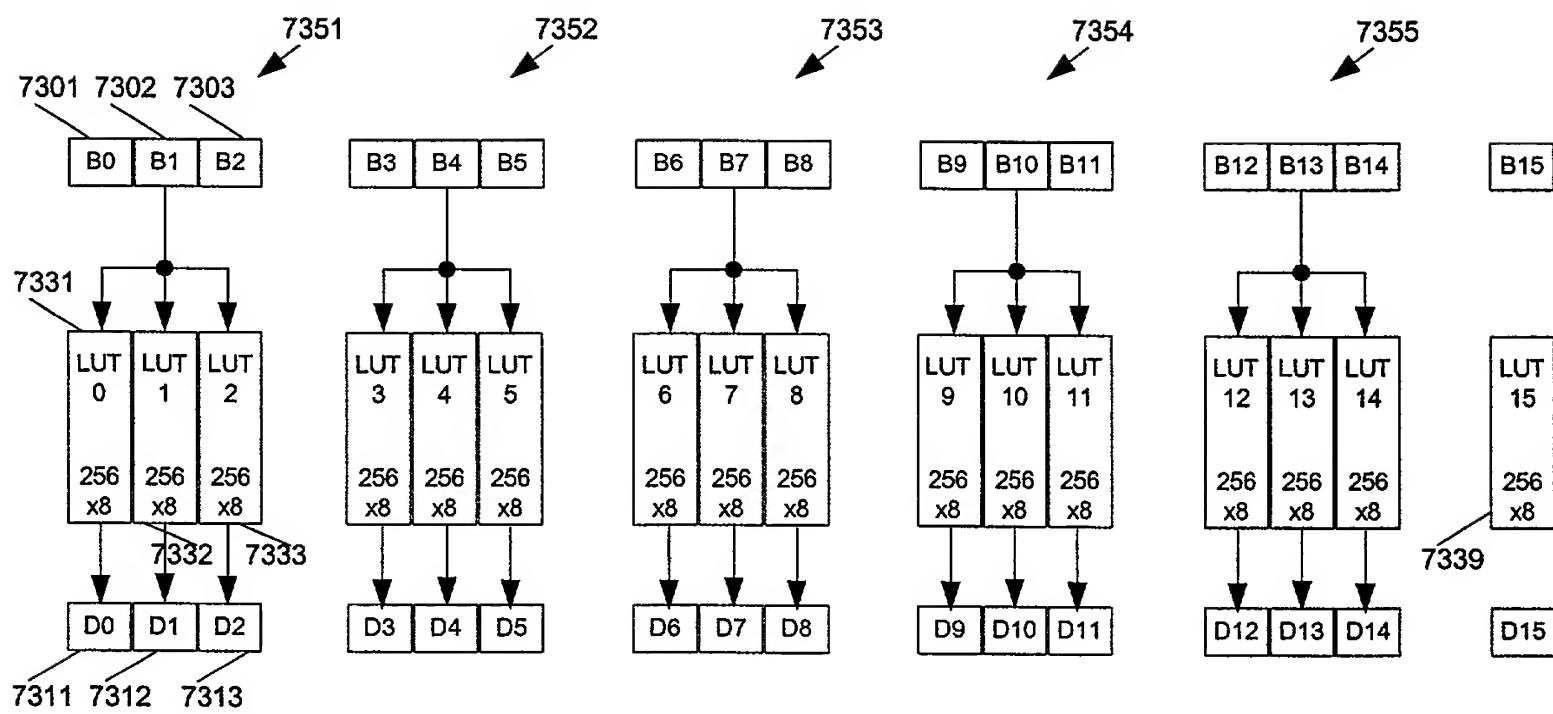 7351 7352 7353 7354 7355
7301 7302 7303
B0 B1 B2 B3 B4 B5 B6 B7 B8 B9 B10 B11 B12 B13 B14 B15
7331
LUT LUT LUT LUT LUT LUT LUT LUT LUT LUT LUT LUT LUT LUT LUT LUT
0 1 2 3 4 5 6 7 8 9 10 11 12 13 14 15
256 256 256 256 256 256 256 256 256 256 256 256 256 256 256 256
x8 x8 x8 x8 x8 x8 x8 x8 x8 x8 x8 x8 x8 x8 x8 x8
7332 7333 7339
D0 D1 D2 D3 D4 D5 D6 D7 D8 D9 D10 D11 D12 D13 D14 D15
7311 7312 7313